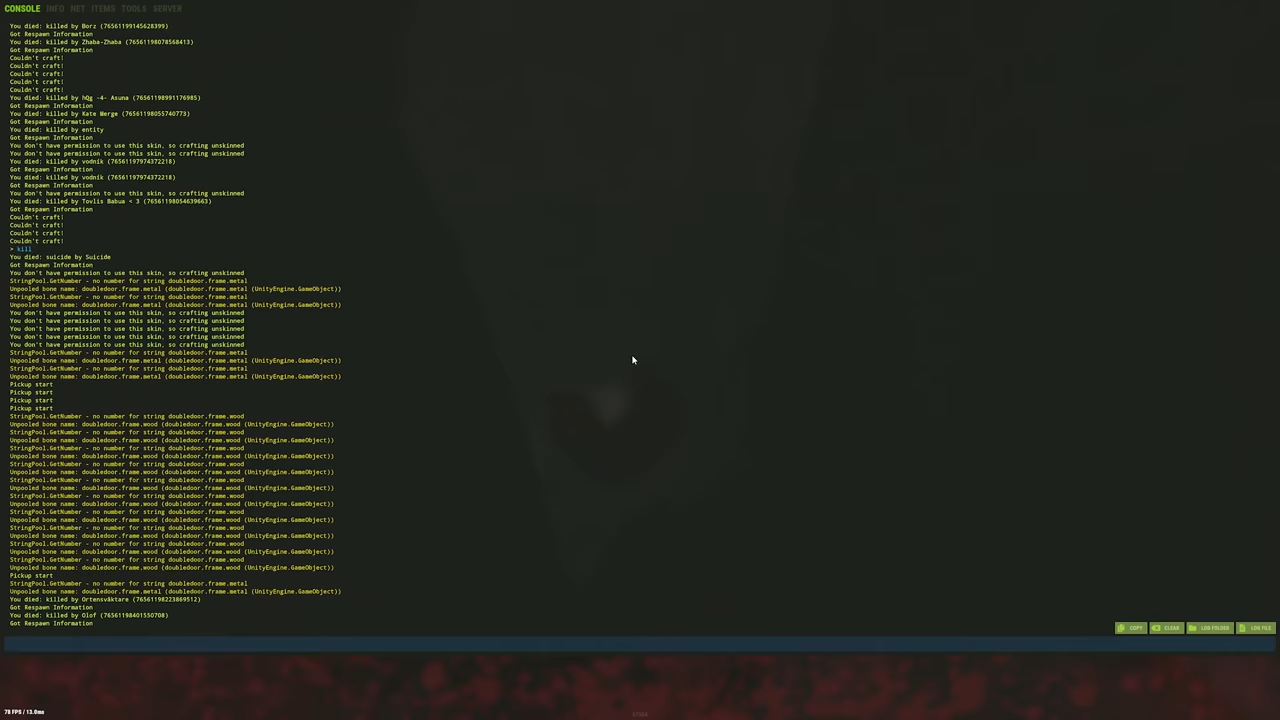 CONSOLE INFO NET ITEMS TOOLS SERVER
You died: killed by Borz (76561199145628399)
Got Respawn Information
You died: killed by Zhaba-Zhaba (76561198078568413)
Got Respawn Information
Couldn't craft!
Couldn't craft!
Couldn't craft!
Couldn't craft!
Couldn't craft!
You died: killed by hQg -4- Asuna (76561198991176985)
Got Respawn Information
You died: killed by Kate Merge (76561198055740773)
Got Respawn Information
You died: killed by entity
Got Respawn Information
You don't have permission to use this skin, so crafting unskinned
You don't have permission to use this skin, so crafting unskinned
You died: killed by vodnik (76561197974372218)
Got Respawn Information
You died: killed by vodnik (76561197974372218)
Got Respawn Information
You don't have permission to use this skin, so crafting unskinned
You died: killed by Tovlis Babua < 3 (76561198054639663)
Got Respawn Information
Couldn't craft!
Couldn't craft!
Couldn't craft!
Couldn't craft!
> kill
You died: suicide by Suicide
Got Respawn Information
You don't have permission to use this skin, so crafting unskinned
StringPool.GetNumber - no number for string doubledoor.frame.metal
Unpooled bone name: doubledoor.frame.metal (doubledoor.frame.metal (UnityEngine.GameObject))
StringPool.GetNumber - no number for string doubledoor.frame.metal
Unpooled bone name: doubledoor.frame.metal (doubledoor.frame.metal (UnityEngine.GameObject))
You don't have permission to use this skin, so crafting unskinned
You don't have permission to use this skin, so crafting unskinned
You don't have permission to use this skin, so crafting unskinned
You don't have permission to use this skin, so crafting unskinned
You don't have permission to use this skin, so crafting unskinned
StringPool.GetNumber - no number for string doubledoor.frame.metal
Unpooled bone name: doubledoor.frame.metal (doubledoor.frame.metal (UnityEngine.GameObject))
StringPool.GetNumber - no number for string doubledoor.frame.metal
Unpooled bone name: doubledoor.frame.metal (doubledoor.frame.metal (UnityEngine.GameObject))
Pickup start
Pickup start
Pickup start
Pickup start
StringPool.GetNumber - no number for string doubledoor.frame.wood
Unpooled bone name: doubledoor.frame.wood (doubledoor.frame.wood (UnityEngine.GameObject))
StringPool.GetNumber - no number for string doubledoor.frame.wood
Unpooled bone name: doubledoor.frame.wood (doubledoor.frame.wood (UnityEngine.GameObject))
StringPool.GetNumber - no number for string doubledoor.frame.wood
Unpooled bone name: doubledoor.frame.wood (doubledoor.frame.wood (UnityEngine.GameObject))
StringPool.GetNumber - no number for string doubledoor.frame.wood
Unpooled bone name: doubledoor.frame.wood (doubledoor.frame.wood (UnityEngine.GameObject))
StringPool.GetNumber - no number for string doubledoor.frame.wood
Unpooled bone name: doubledoor.frame.wood (doubledoor.frame.wood (UnityEngine.GameObject))
StringPool.GetNumber - no number for string doubledoor.frame.wood
Unpooled bone name: doubledoor.frame.wood (doubledoor.frame.wood (UnityEngine.GameObject))
StringPool.GetNumber - no number for string doubledoor.frame.wood
Unpooled bone name: doubledoor.frame.wood (doubledoor.frame.wood (UnityEngine.GameObject))
StringPool.GetNumber - no number for string doubledoor.frame.wood
Unpooled bone name: doubledoor.frame.wood (doubledoor.frame.wood (UnityEngine.GameObject))
StringPool.GetNumber - no number for string doubledoor.frame.wood
Unpooled bone name: doubledoor.frame.wood (doubledoor.frame.wood (UnityEngine.GameObject))
StringPool.GetNumber - no number for string doubledoor.frame.wood
Unpooled bone name: doubledoor.frame.wood (doubledoor.frame.wood (UnityEngine.GameObject))
Pickup start
StringPool.GetNumber - no number for string doubledoor.frame.metal
Unpooled bone name: doubledoor.frame.metal (doubledoor.frame.metal (UnityEngine.GameObject))
You died: killed by Ortensväktare (76561198223869512)
Got Respawn Information
You died: killed by Olof (76561198401550708)
Got Respawn Information
COPY CLEAR LOG FOLDER LOG FILE
78 FPS / 13.0ms